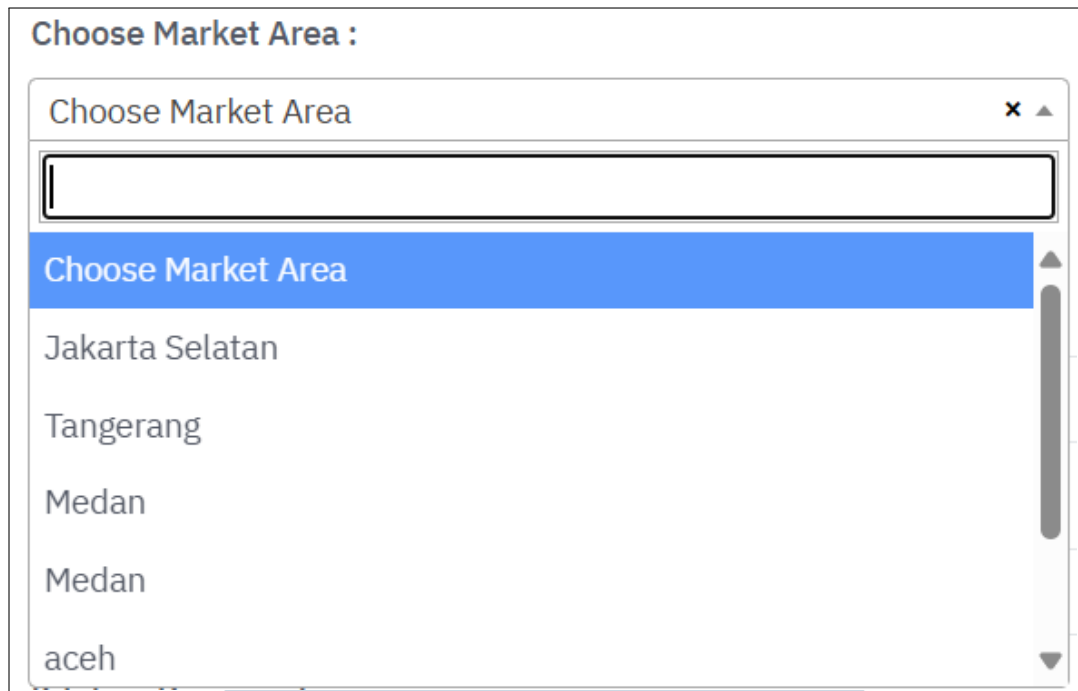 Choose Market Area :
Choose Market Area × ▲
Choose Market Area
Jakarta Selatan
Tangerang
Medan
Medan
aceh